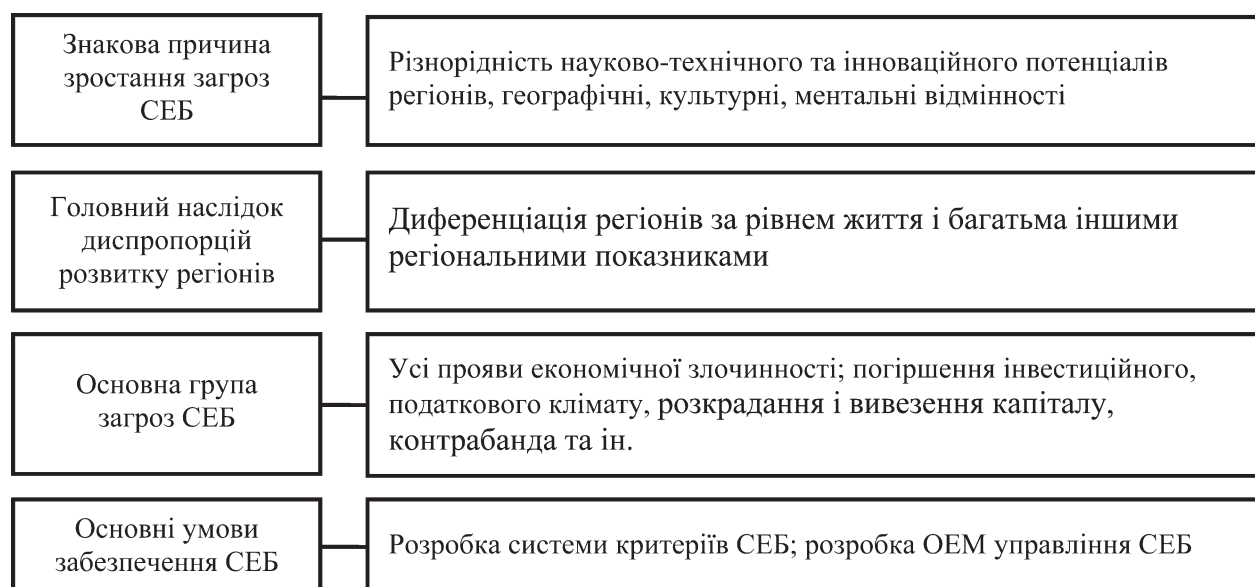 Знакова причина
зростання загроз
СЕБ
Різнорідність науково-технічного та інноваційного потенціалів
регіонів, географічні, культурні, ментальні відмінності
Головний наслідок
диспропорцій
розвитку регіонів
Диференціація регіонів за рівнем життя і багатьма іншими
регіональними показниками
Основна група
загроз СЕБ
Усі прояви економічної злочинності; погіршення інвестиційного,
податкового клімату, розкрадання і вивезення капіталу,
контрабанда та ін.
Основні умови
забезпечення СЕБ
Розробка системи критеріїв СЕБ; розробка ОЕМ управління СЕБ